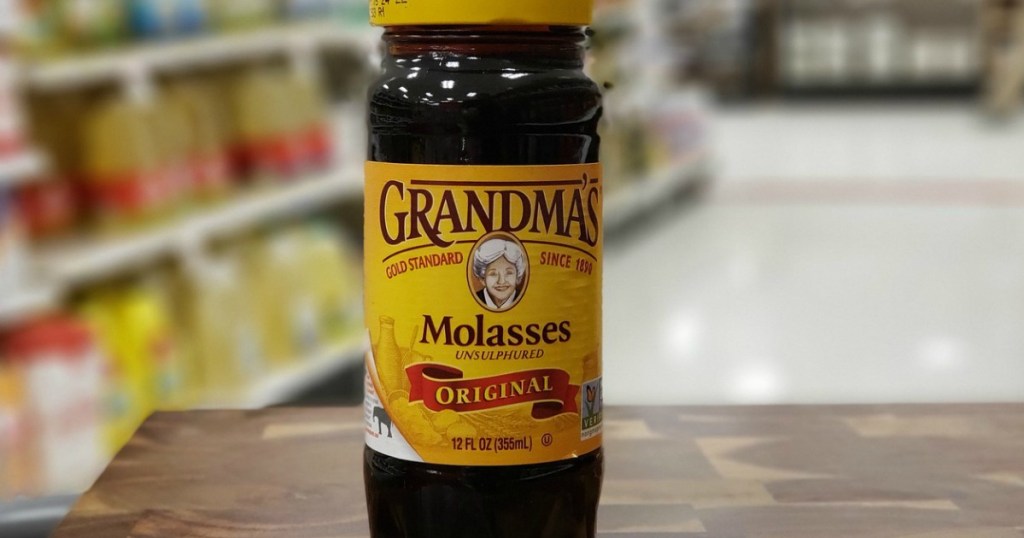 GRANDMA'S
GOLD STANDARD SINCE 1890
Molasses
UNSULPHURED
ORIGINAL
12 FL OZ (355mL) U